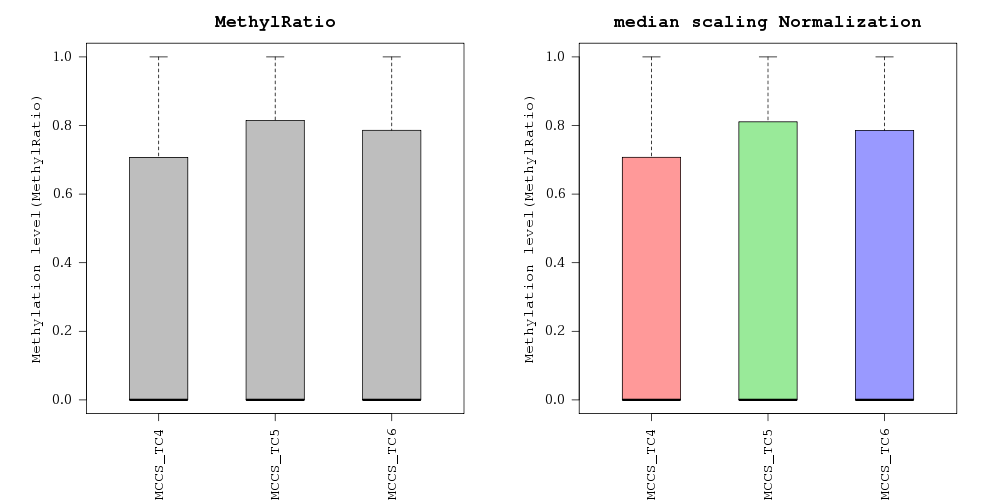 MethylRatio
Methylation level(MethylRatio)
1.0
0.8
0.6
0.4
0.2
0.0
MCCS_TC4
MCCS_TC5
MCCS_TC6
median scaling Normalization
Methylation level(MethylRatio)
1.0
0.8
0.6
0.4
0.2
0.0
MCCS_TC4
MCCS_TC5
MCCS_TC6